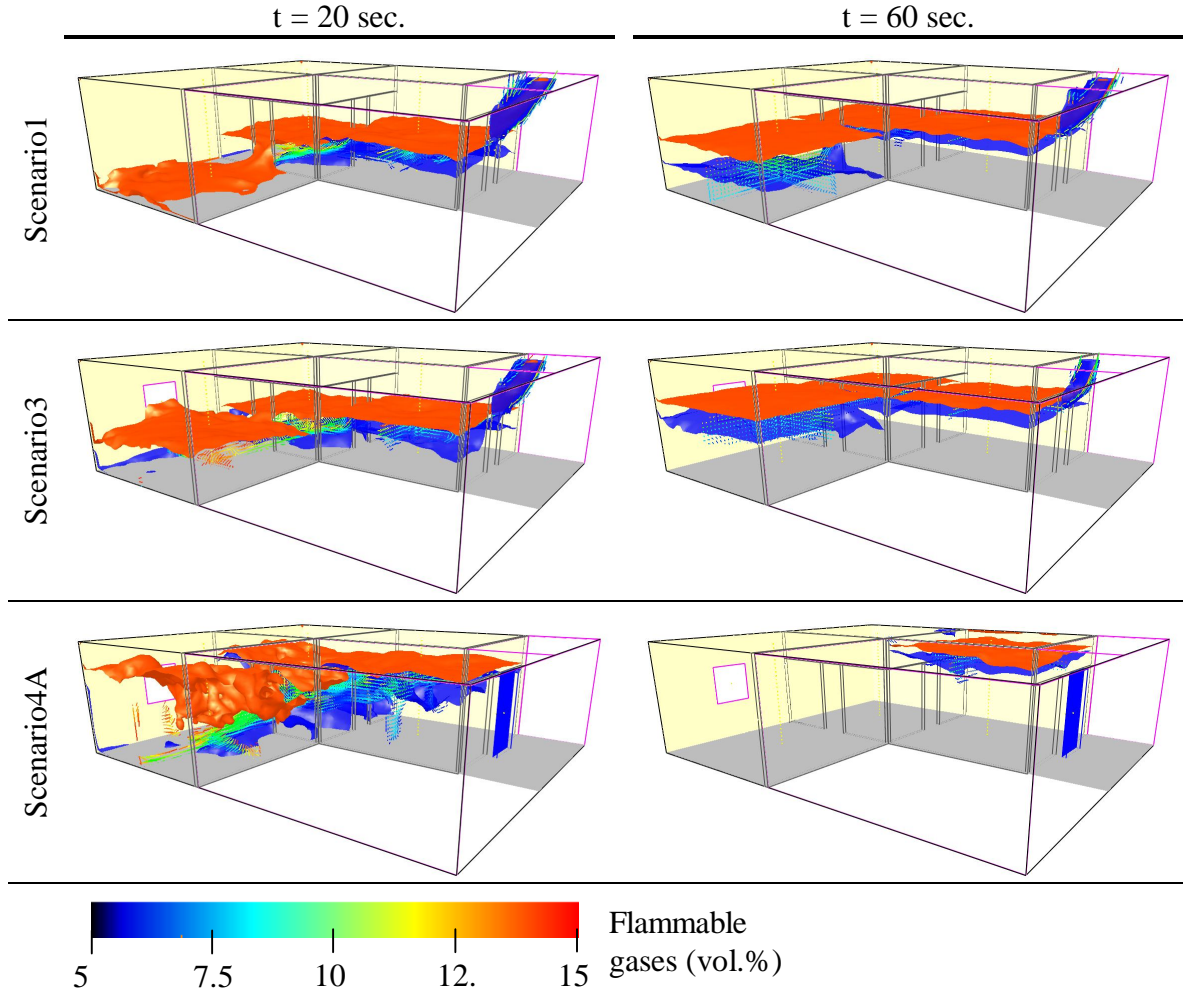 t = 20 sec.
t = 60 sec.
Scenario1
Scenario3
Scenario4A
5
7.5
10
12.
15
Flammable
gases (vol.%)